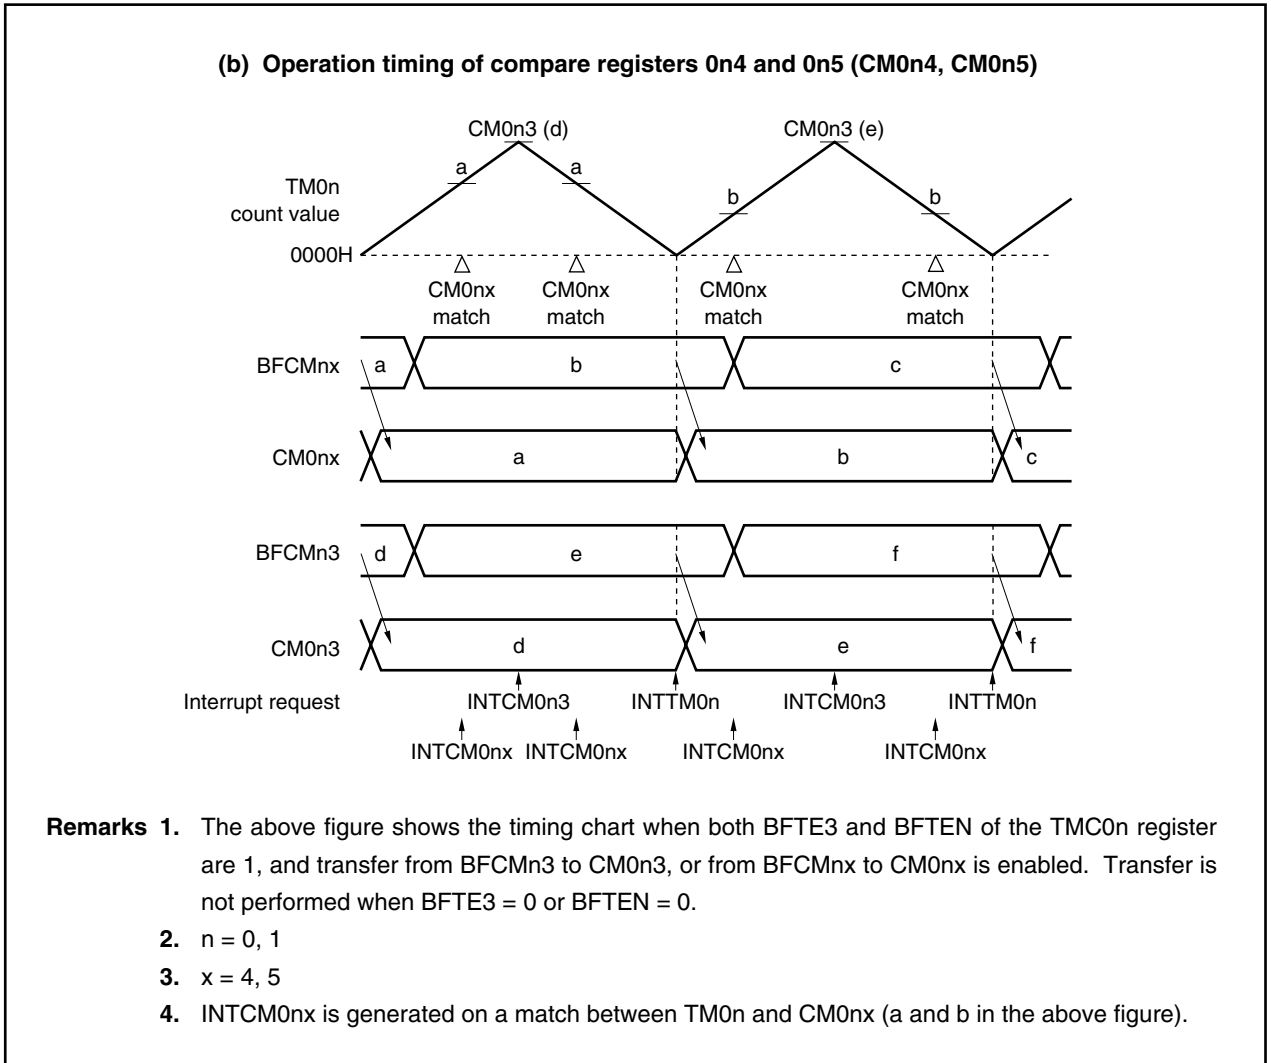 (b) Operation timing of compare registers 0n4 and 0n5 (CM0n4, CM0n5)
CM0n3 (d) CM0n3 (e)
a a
b b
TM0n
count value
0000H
CM0nx CM0nx CM0nx CM0nx
match match match match
BFCMnx a b c
CM0nx a b c
BFCMn3 d e f
CM0n3 d e f
Interrupt request INTCM0n3 INTTM0n INTCM0n3 INTTM0n
INTCM0nx INTCM0nx INTCM0nx INTCM0nx
Remarks 1. The above figure shows the timing chart when both BFTE3 and BFTEN of the TMC0n register
are 1, and transfer from BFCMn3 to CM0n3, or from BFCMnx to CM0nx is enabled. Transfer is
not performed when BFTE3 = 0 or BFTEN = 0.
2. n = 0, 1
3. x = 4, 5
4. INTCM0nx is generated on a match between TM0n and CM0nx (a and b in the above figure).